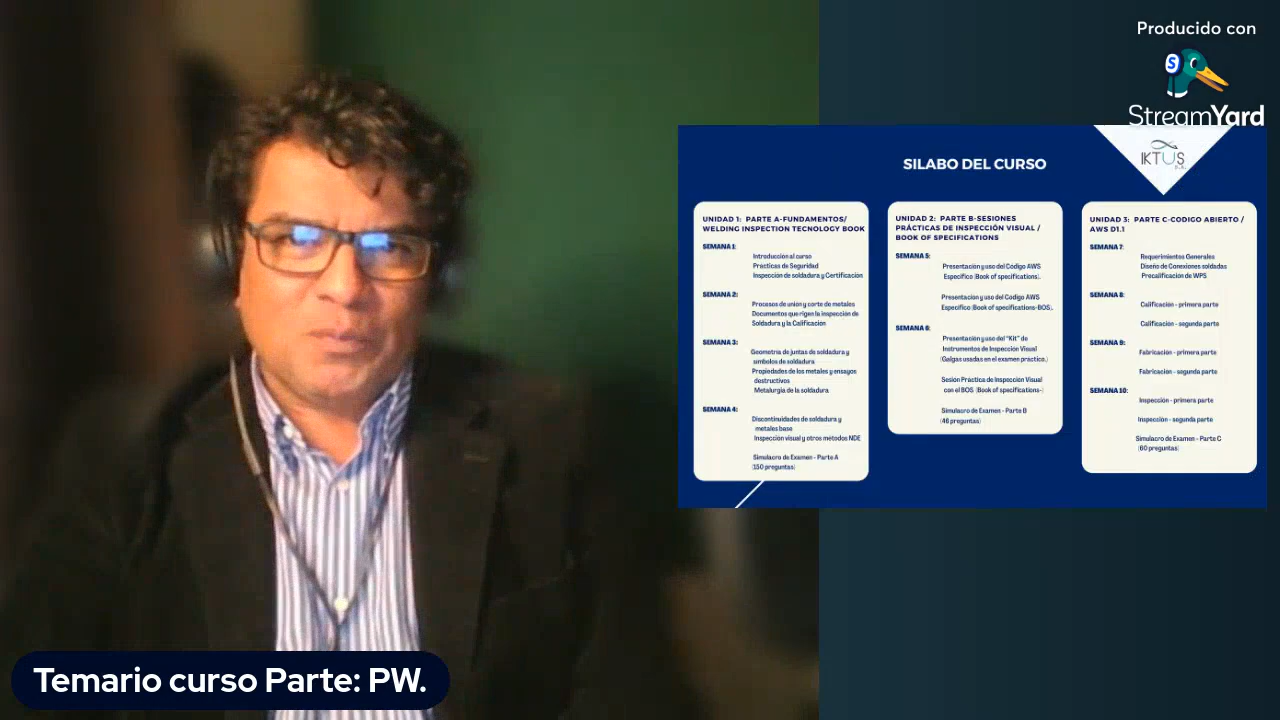 Producido con
StreamYard
IKTUS
SILABO DEL CURSO
UNIDAD 1: PARTE A-FUNDAMENTOS/
WELDING INSPECTION TECNOLOGY BOOK
SEMANA 1:
Introducción al curso
Prácticas de Seguridad
Inspección de soldadura y Certificación
SEMANA 2:
Procesos de unión y corte de metales
Documentos que rigen la inspección de
Soldadura y la Calificación
SEMANA 3:
Geometría de juntas de soldadura y
símbolos de soldadura
Propiedades de los metales y ensayos
destructivos
Metalurgia de la soldadura
SEMANA 4:
Discontinuidades de soldadura y
metales base
Inspección visual y otros métodos NDE
Simulacro de Examen - Parte A
(150 preguntas)
UNIDAD 2: PARTE B-SESIONES
PRÁCTICAS DE INSPECCIÓN VISUAL /
BOOK OF SPECIFICATIONS
SEMANA 5:
Presentación y uso del Codigo AWS
Específico (Book of specifications).
Presentación y uso del Codigo AWS
Específico (Book of specifications-BOS).
SEMANA 6:
Presentación y uso del "Kit" de
Instrumentos de Inspección Visual
(Galgas usadas en el examen práctico.)
Sesión Práctica de Inspección Visual
con el BOS (Book of specifications-)
Simulacro de Examen - Parte B
(46 preguntas)
UNIDAD 3: PARTE C-CODIGO ABIERTO /
AWS D1.1
SEMANA 7:
Requerimientos Generales
Diseño de Conexiones soldadas
Precalificación de WPS
SEMANA 8:
Calificación - primera parte
Calificación - segunda parte
SEMANA 9:
Fabricación - primera parte
Fabricación - segunda parte
SEMANA 10:
Inspección - primera parte
Inspección - segunda parte
Simulacro de Examen - Parte C
(60 preguntas)
Temario curso Parte: PW.